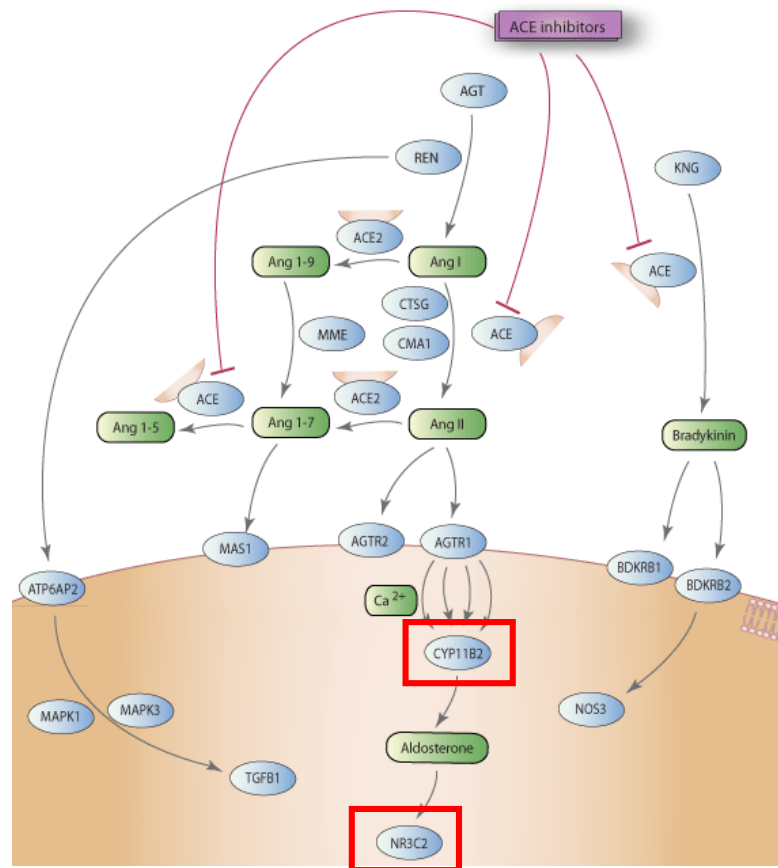 ACE inhibitors
AGT
REN
KNG
ACE2
Ang 1-9
Ang I
ACE
CTSG
MME
CMA1
ACE
ACE
ACE2
Ang 1-5
Ang 1-7
Ang II
Bradykinin
MAS1
AGTR2
AGTR1
BDKRB1
ATP6AP2
BDKRB2
Ca 2+
CYP11B2
MAPK1
MAPK3
NOS3
Aldosterone
TGFB1
NR3C2